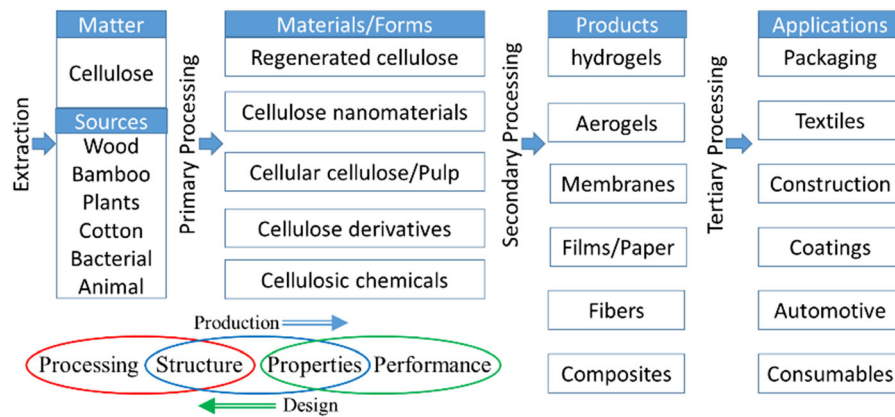 Extraction
Matter
Cellulose
Sources
Wood
Bamboo
Plants
Cotton
Bacterial
Animal
Primary Processing
Materials/Forms
Regenerated cellulose
Cellulose nanomaterials
Cellular cellulose/Pulp
Cellulose derivatives
Cellulosic chemicals
Secondary Processing
Products
hydrogels
Aerogels
Membranes
Films/Paper
Fibers
Composites
Tertiary Processing
Applications
Packaging
Textiles
Construction
Coatings
Automotive
Consumables
Production
Processing Structure Properties Performance
Design